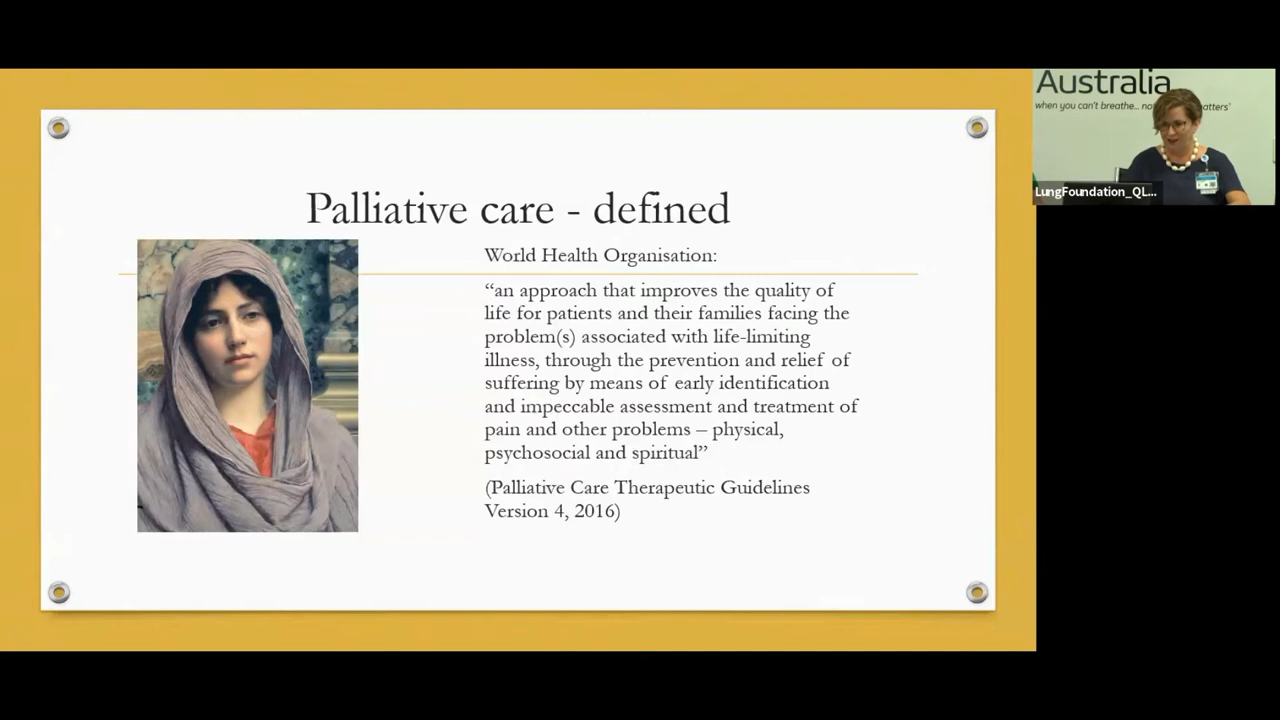 Palliative care - defined
World Health Organisation:
“an approach that improves the quality of
life for patients and their families facing the
problem(s) associated with life-limiting
illness, through the prevention and relief of
suffering by means of early identification
and impeccable assessment and treatment of
pain and other problems – physical,
psychosocial and spiritual”
(Palliative Care Therapeutic Guidelines
Version 4, 2016)
Australia
when you can't breathe... no
LungFoundation_QL...